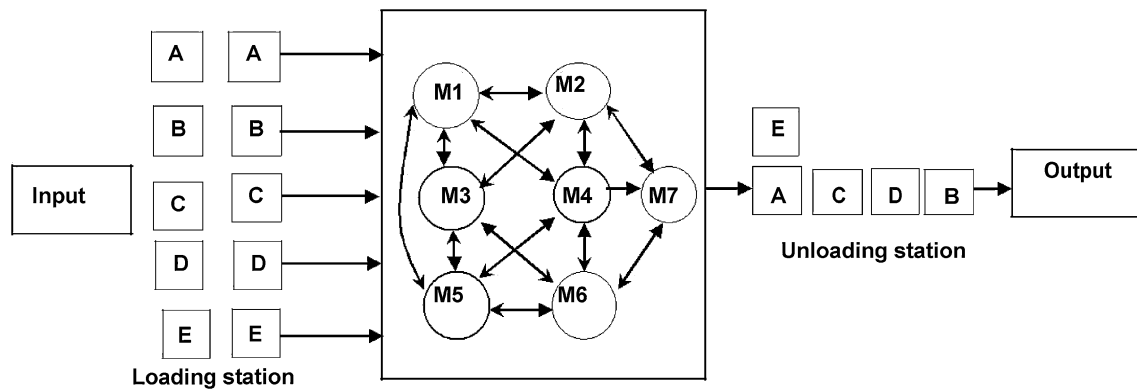 A A
B B
C C
D D
E E
Input
Loading station
M1 M2
M3 M4 M7
M5 M6
E
A C D B
Unloading station
Output